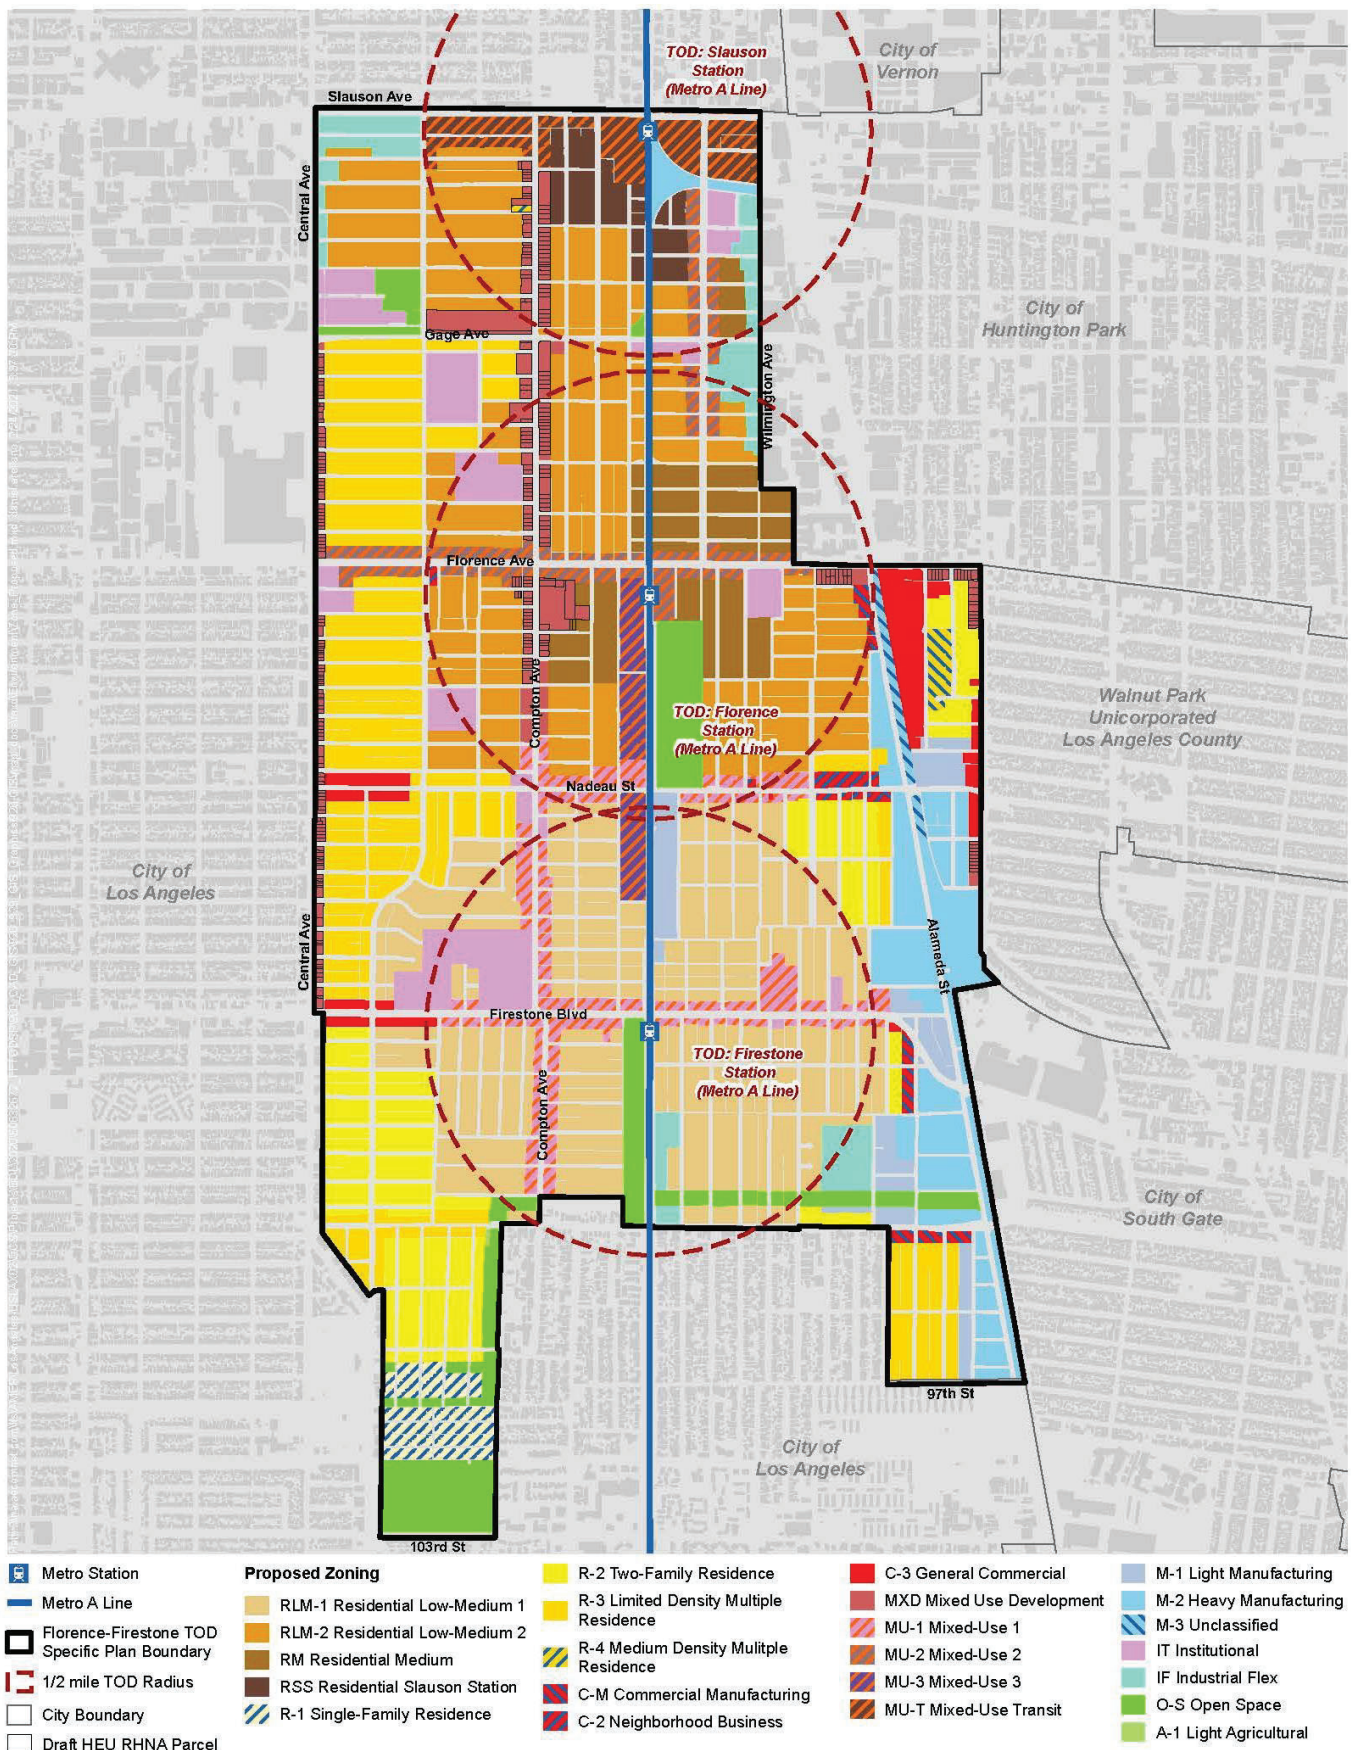 TOD: Slauson
Station
(Metro A Line)
City of
Vernon
Slauson Ave
Central Ave
City of
Huntington Park
Gage Ave
Wilmington Ave
Florence Ave
Compton Ave
Walnut Park
Unicorporated
Los Angeles County
TOD: Florence
Station
(Metro A Line)
Nadeau St
City of
Los Angeles
Central Ave
Alameda St
Firestone Blvd
TOD: Firestone
Station
(Metro A Line)
Compton Ave
City of
South Gate
97th St
City of
Los Angeles
103rd St
Metro Station
Metro A Line
Florence-Firestone TOD
Specific Plan Boundary
1/2 mile TOD Radius
City Boundary
Draft HEU RHNA Parcel
Proposed Zoning
RLM-1 Residential Low-Medium 1
RLM-2 Residential Low-Medium 2
RM Residential Medium
RSS Residential Slauson Station
R-1 Single-Family Residence
R-2 Two-Family Residence
R-3 Limited Density Multiple
Residence
R-4 Medium Density Mulitple
Residence
C-M Commercial Manufacturing
C-2 Neighborhood Business
C-3 General Commercial
MXD Mixed Use Development
MU-1 Mixed-Use 1
MU-2 Mixed-Use 2
MU-3 Mixed-Use 3
MU-T Mixed-Use Transit
M-1 Light Manufacturing
M-2 Heavy Manufacturing
M-3 Unclassified
IT Institutional
IF Industrial Flex
O-S Open Space
A-1 Light Agricultural